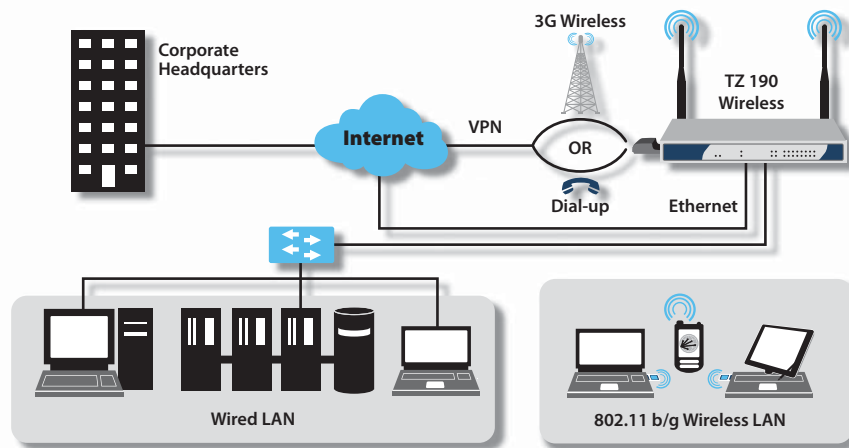 3G Wireless
Corporate
Headquarters
TZ 190
Wireless
Internet
VPN
OR
Dial-up
Ethernet
Wired LAN
802.11 b/g Wireless LAN